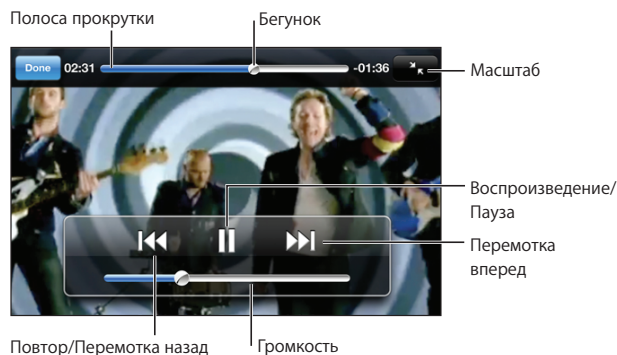 Полоса прокрутки
Бегунок
Done 02:31 -01:36
Масштаб
Воспроизведение/
Пауза
Перемотка
вперед
Повтор/Перемотка назад
Громкость